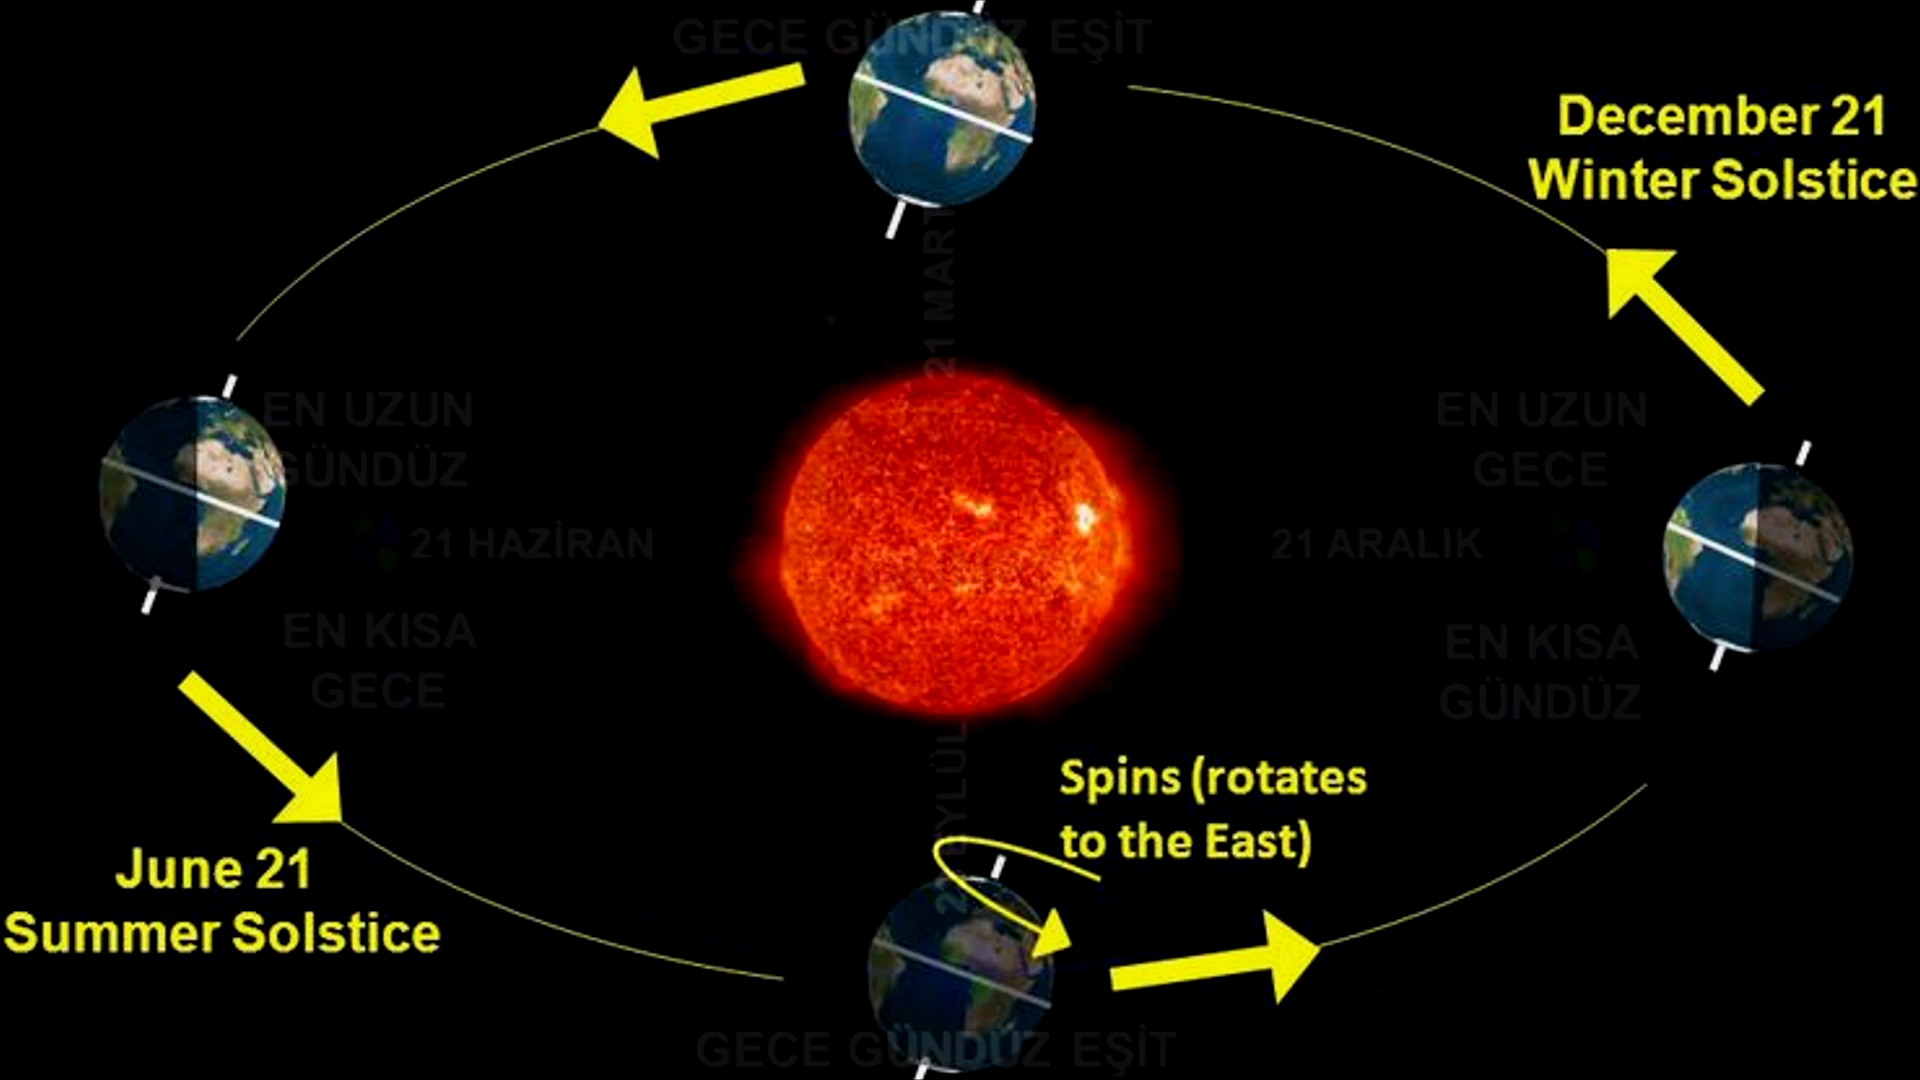 GECE GÜNDÜZ EŞİT
December 21
Winter Solstice
21 MART
EN UZUN
GÜNDÜZ
EN UZUN
GECE
21 HAZİRAN
21 ARALIK
EN KISA
GECE
EN KISA
GÜNDÜZ
Spins (rotates
to the East)
June 21
Summer Solstice
EYLÜL
GECE GÜNDÜZ EŞİT